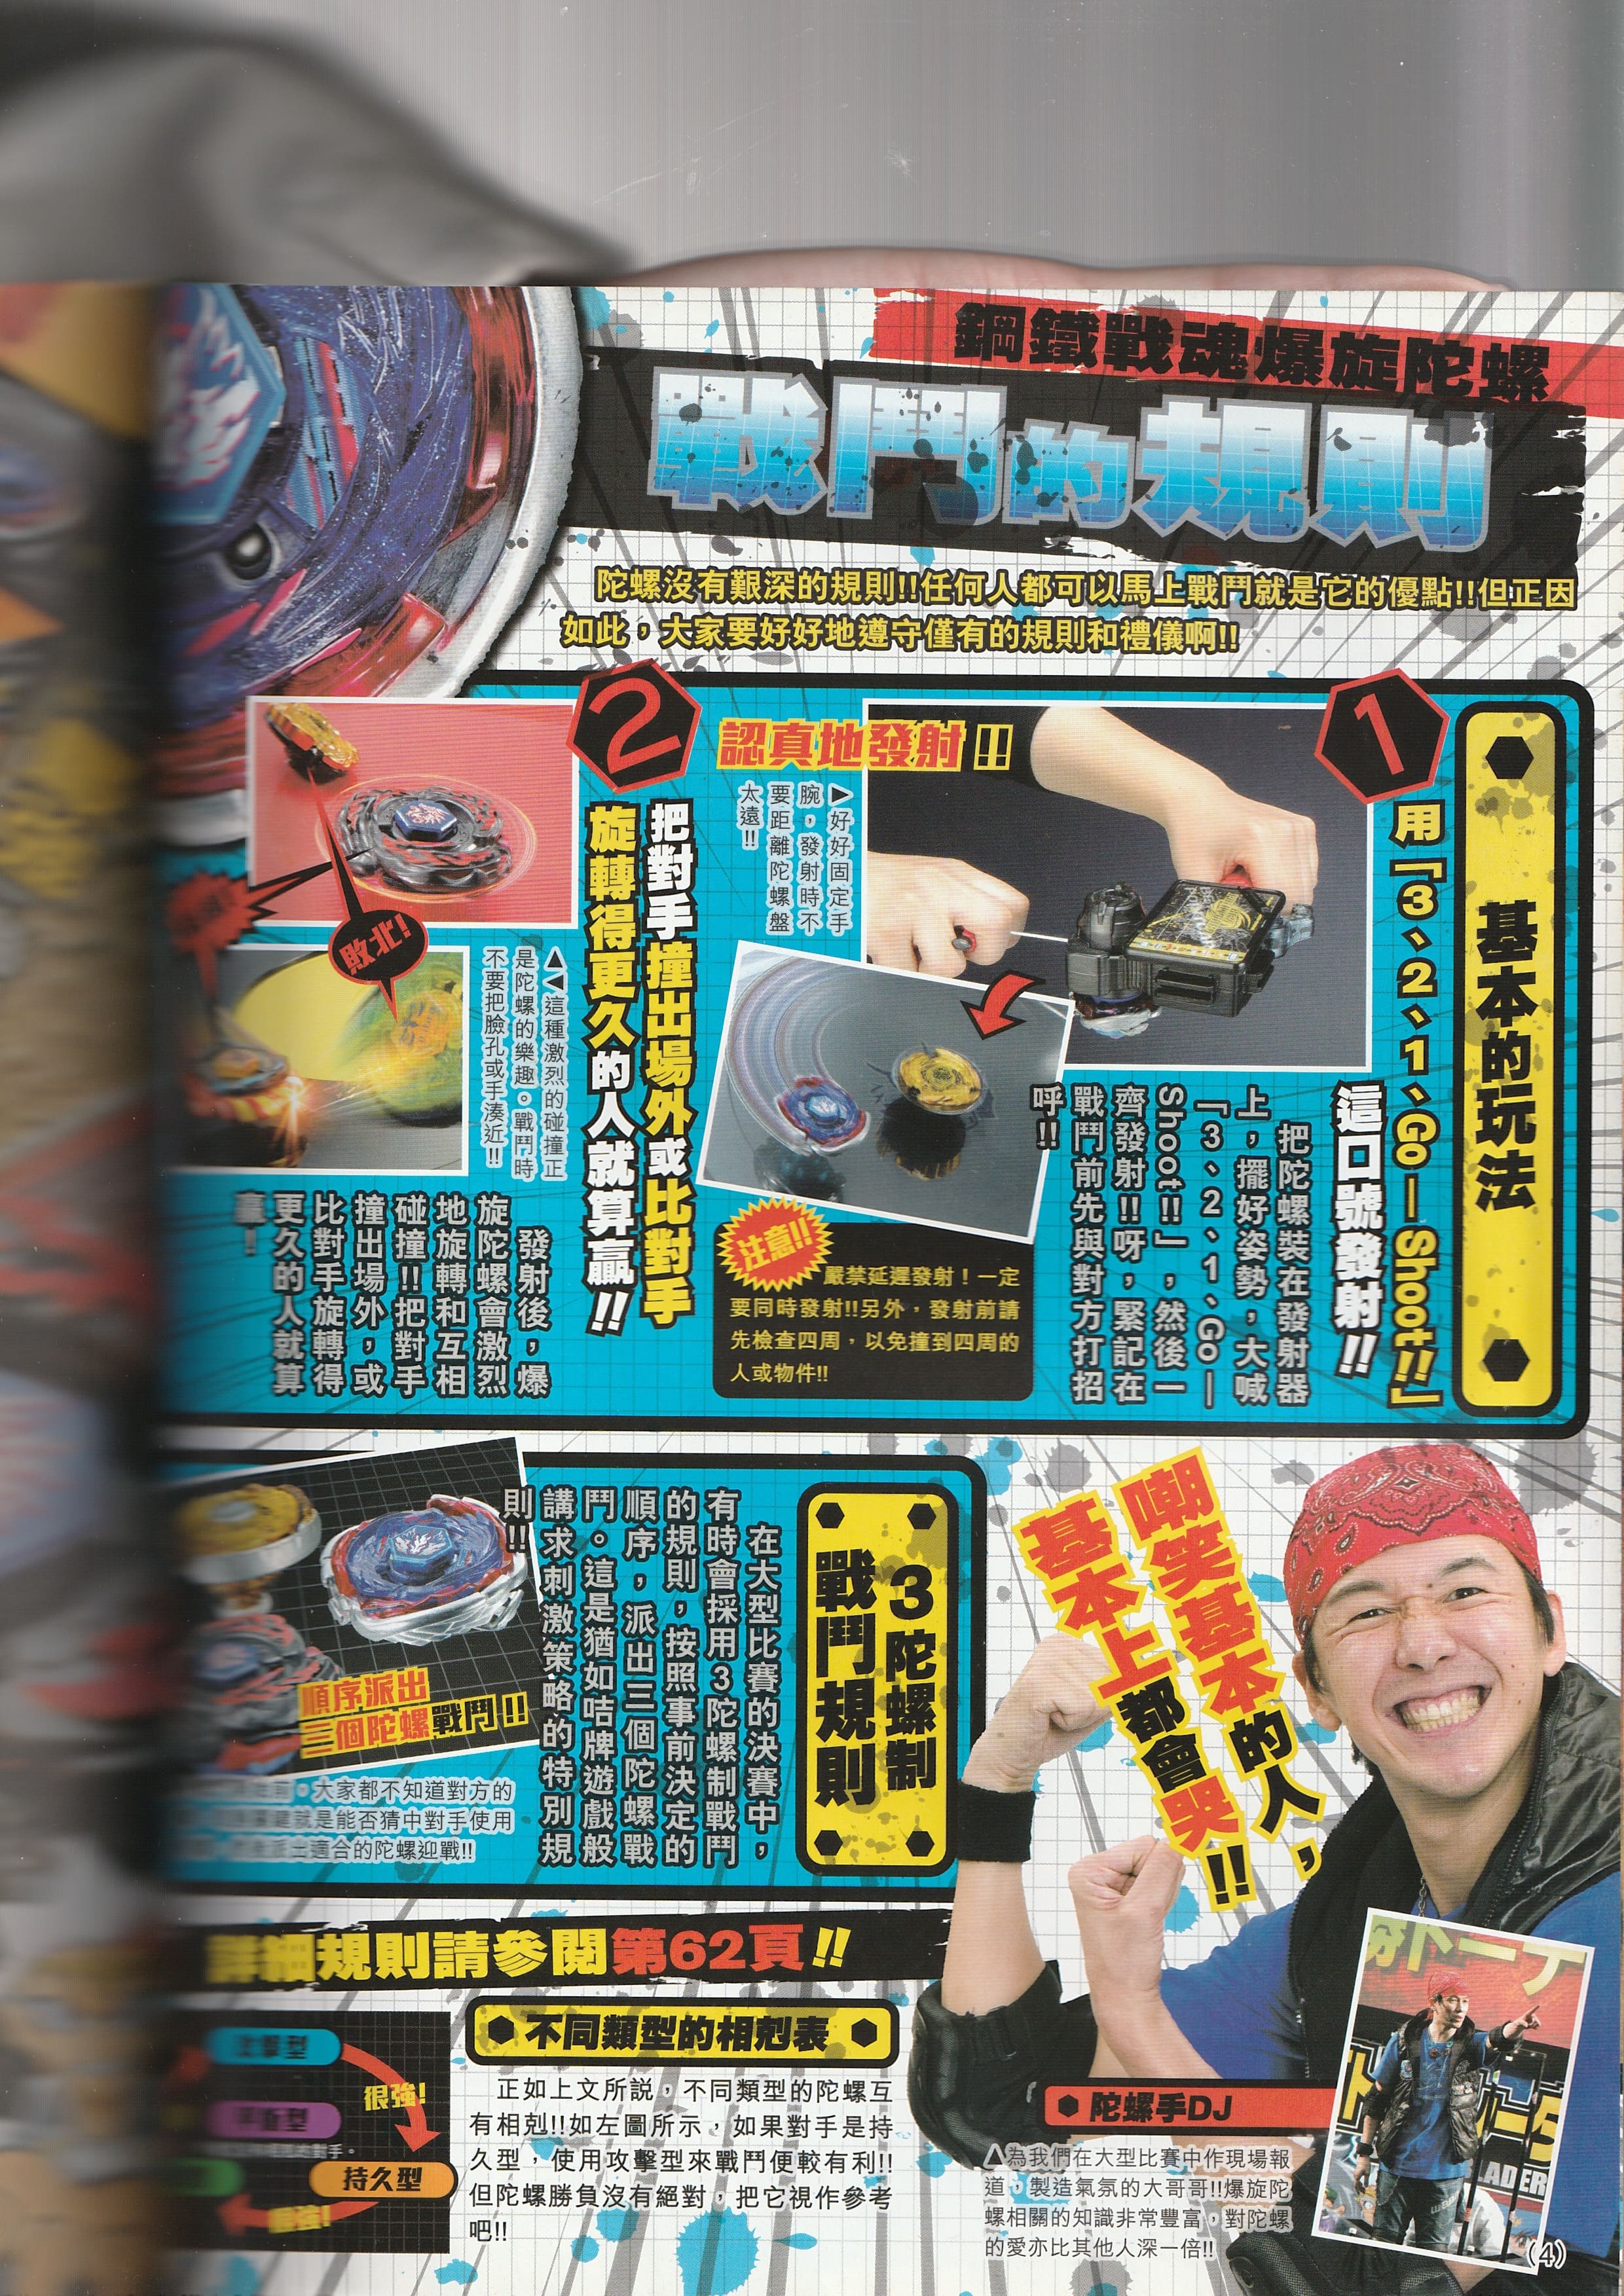 鋼鐵戰魂爆旋陀螺
戰鬥的規則
陀螺沒有艱深的規則!!任何人都可以馬上戰鬥就是它的優點!!但正因
如此，大家要好好地遵守僅有的規則和禮儀啊!!
基本的玩法
1
用「3、2、1、Go—Shoot!!」
這口號發射!!
把陀螺裝在發射器
上，擺好姿勢，大喊
「3、2、1、Go—
Shoot!!」，然後一
齊發射!!呀，緊記在
戰鬥前先與對方打招
呼!!
認真地發射!!
▶好好固定手
腕，發射時不
要距離陀螺盤
太遠!!
注意!!
嚴禁延遲發射！一定
要同時發射!!另外，發射前請
先檢查四周，以免撞到四周的
人或物件!!
2
把對手撞出場外或比對手
旋轉得更久的人就算贏!!
敗北!
▲◀這種激烈的碰撞正
是陀螺的樂趣。戰鬥時
不要把臉孔或手湊近!!
發射後，爆
旋陀螺會激烈
地旋轉和互相
碰撞!!把對手
撞出場外，或
比對手旋轉得
更久的人就算
贏！
嘲笑基本的人，
基本上都會哭!!
3陀螺制
戰鬥規則
在大型比賽的決賽中，
有時會採用3陀螺制戰鬥
的規則，按照事前決定的
順序，派出三個陀螺戰
鬥。這是猶如咭牌遊戲般
講求刺激策略的特別規
則!!
順序派出
三個陀螺戰鬥!!
前，大家都不知道對方的
就是能否猜中對手使用
出適合的陀螺迎戰!!
詳細規則請參閱第62頁!!
不同類型的相剋表
正如上文所說，不同類型的陀螺互
有相剋!!如左圖所示，如果對手是持
久型，使用攻擊型來戰鬥便較有利!!
但陀螺勝負沒有絕對，把它視作參考
吧!!
攻擊型
很強!
平衡型
對手。
持久型
很強!
陀螺手DJ
△為我們在大型比賽中作現場報
道，製造氣氛的大哥哥!!爆旋陀
螺相關的知識非常豐富，對陀螺
的愛亦比其他人深一倍!!
LADER
(4)